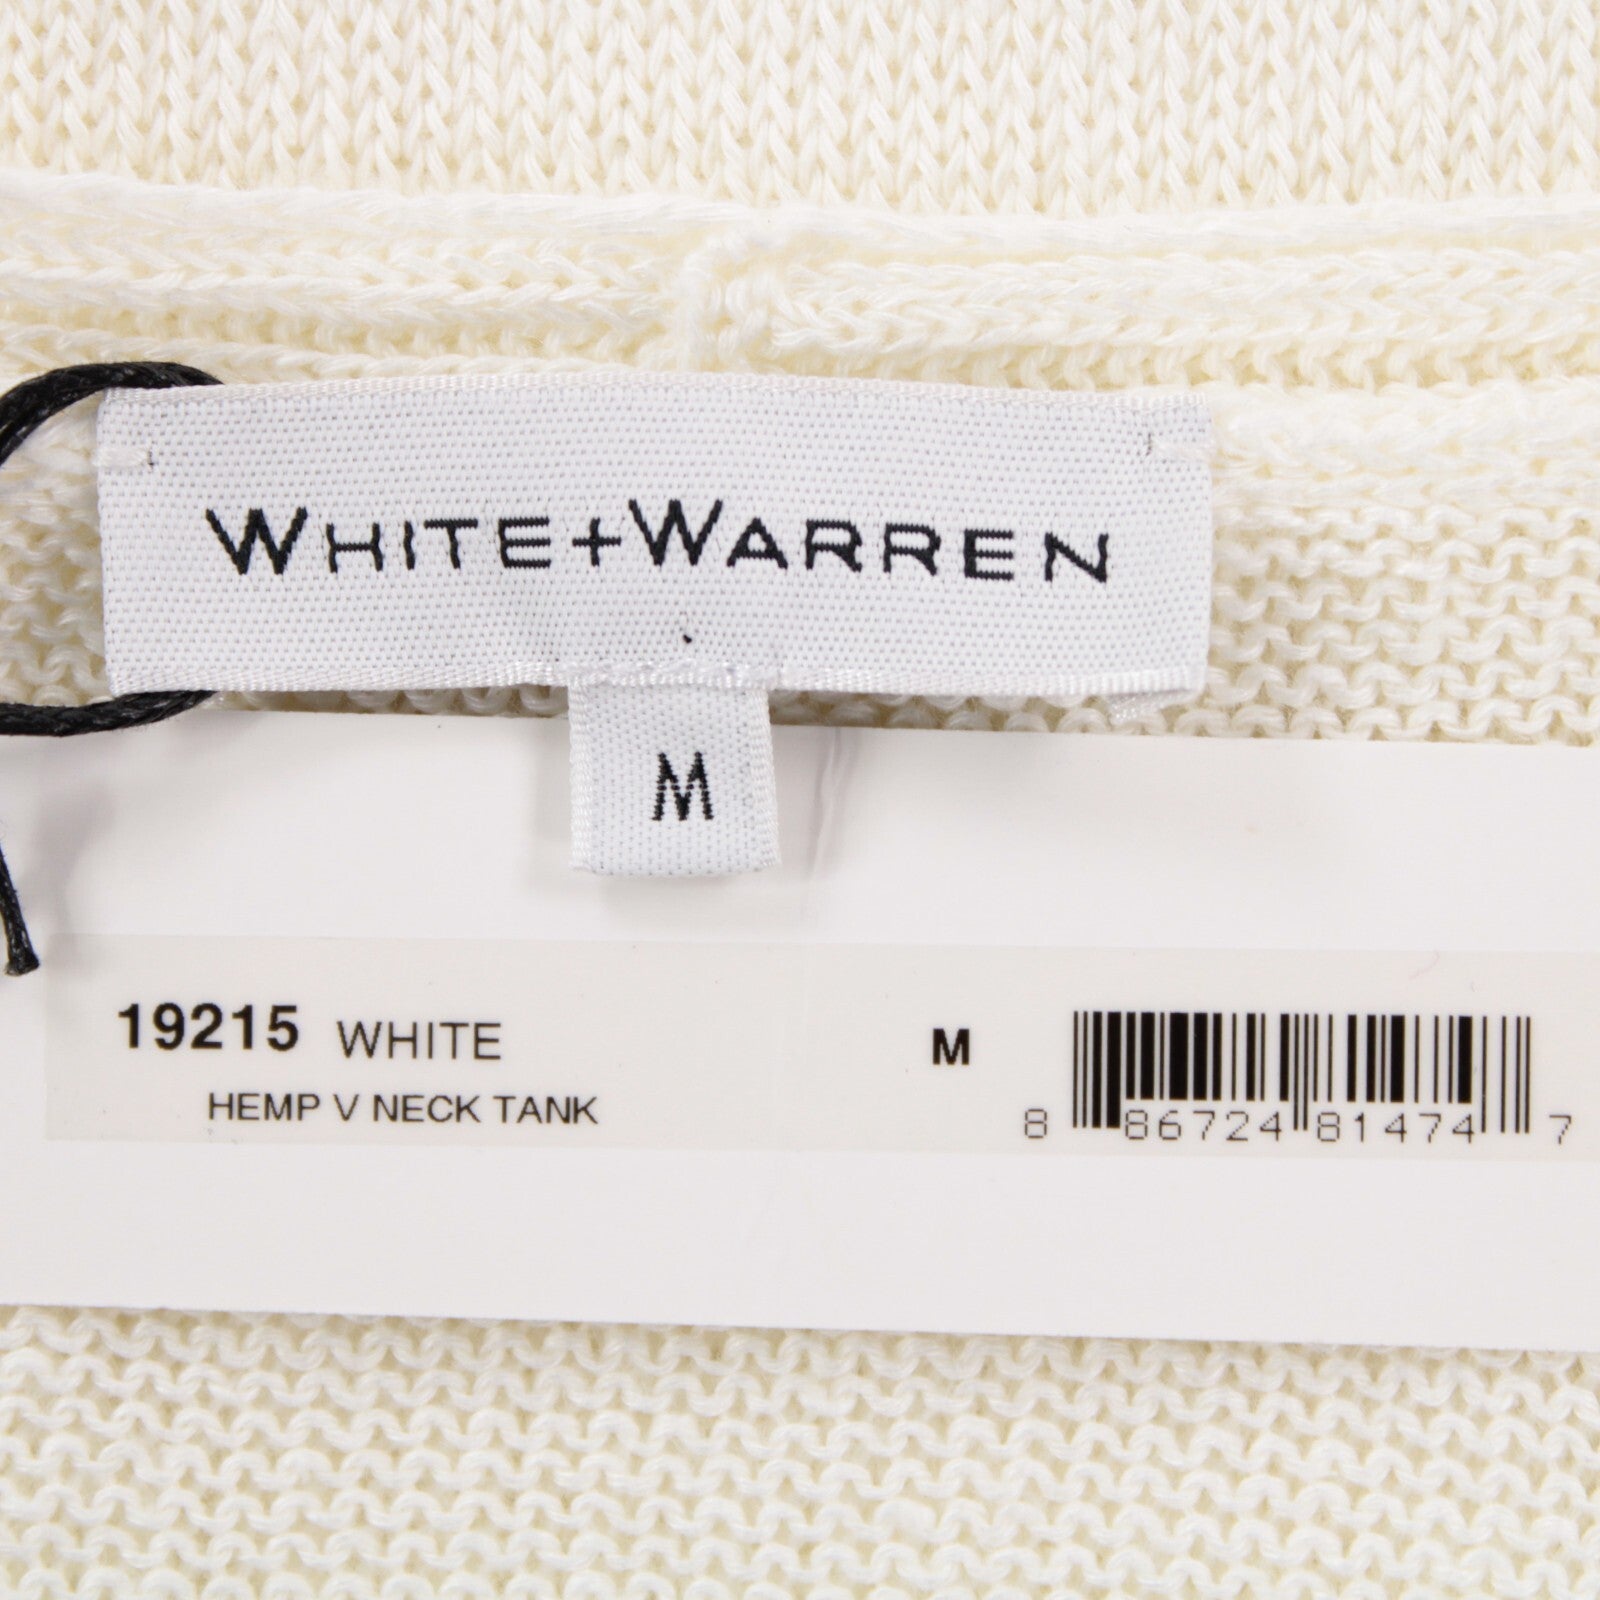 WHITE+WARREN
M
19215 WHITE M
HEMP V NECK TANK
8 86724 81474 7